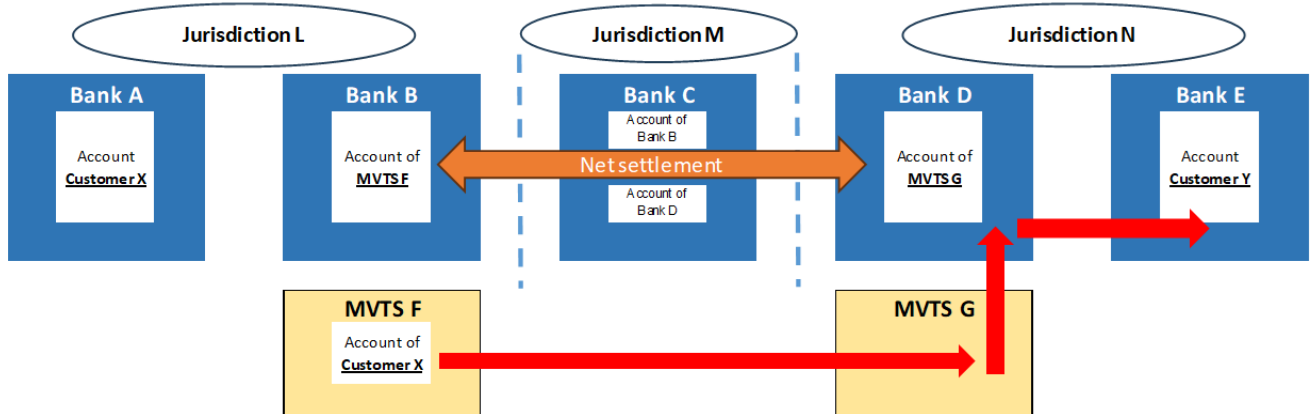 Jurisdiction L
Jurisdiction M
Jurisdiction N
Bank A
Account
Customer X
Bank B
Account of
MVTS F
Bank C
Account of
Bank B
Net settlement
Account of
Bank D
Bank D
Account of
MVTS G
Bank E
Account
Customer Y
MVTS F
Account of
Customer X
MVTS G